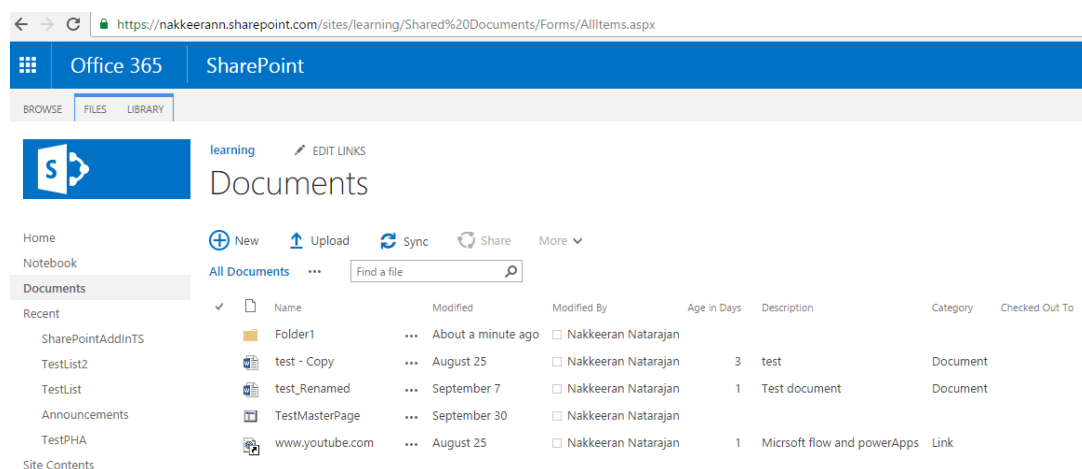 https://nakkeerann.sharepoint.com/sites/learning/Shared%20Documents/Forms/AllItems.aspx
Office 365 SharePoint
BROWSE FILES LIBRARY
S
learning EDIT LINKS
Documents
Home
Notebook
Documents
Recent
SharePointAddInTS
TestList2
TestList
Announcements
TestPHA
Site Contents
New Upload Sync Share More
All Documents ... Find a file
Name Modified Modified By Age in Days Description Category Checked Out To
Folder1 ... About a minute ago Nakkeeran Natarajan
test - Copy ... August 25 Nakkeeran Natarajan 3 test Document
test_Renamed ... September 7 Nakkeeran Natarajan 1 Test document Document
TestMasterPage ... September 30 Nakkeeran Natarajan
www.youtube.com ... August 25 Nakkeeran Natarajan 1 Micrsoft flow and powerApps Link